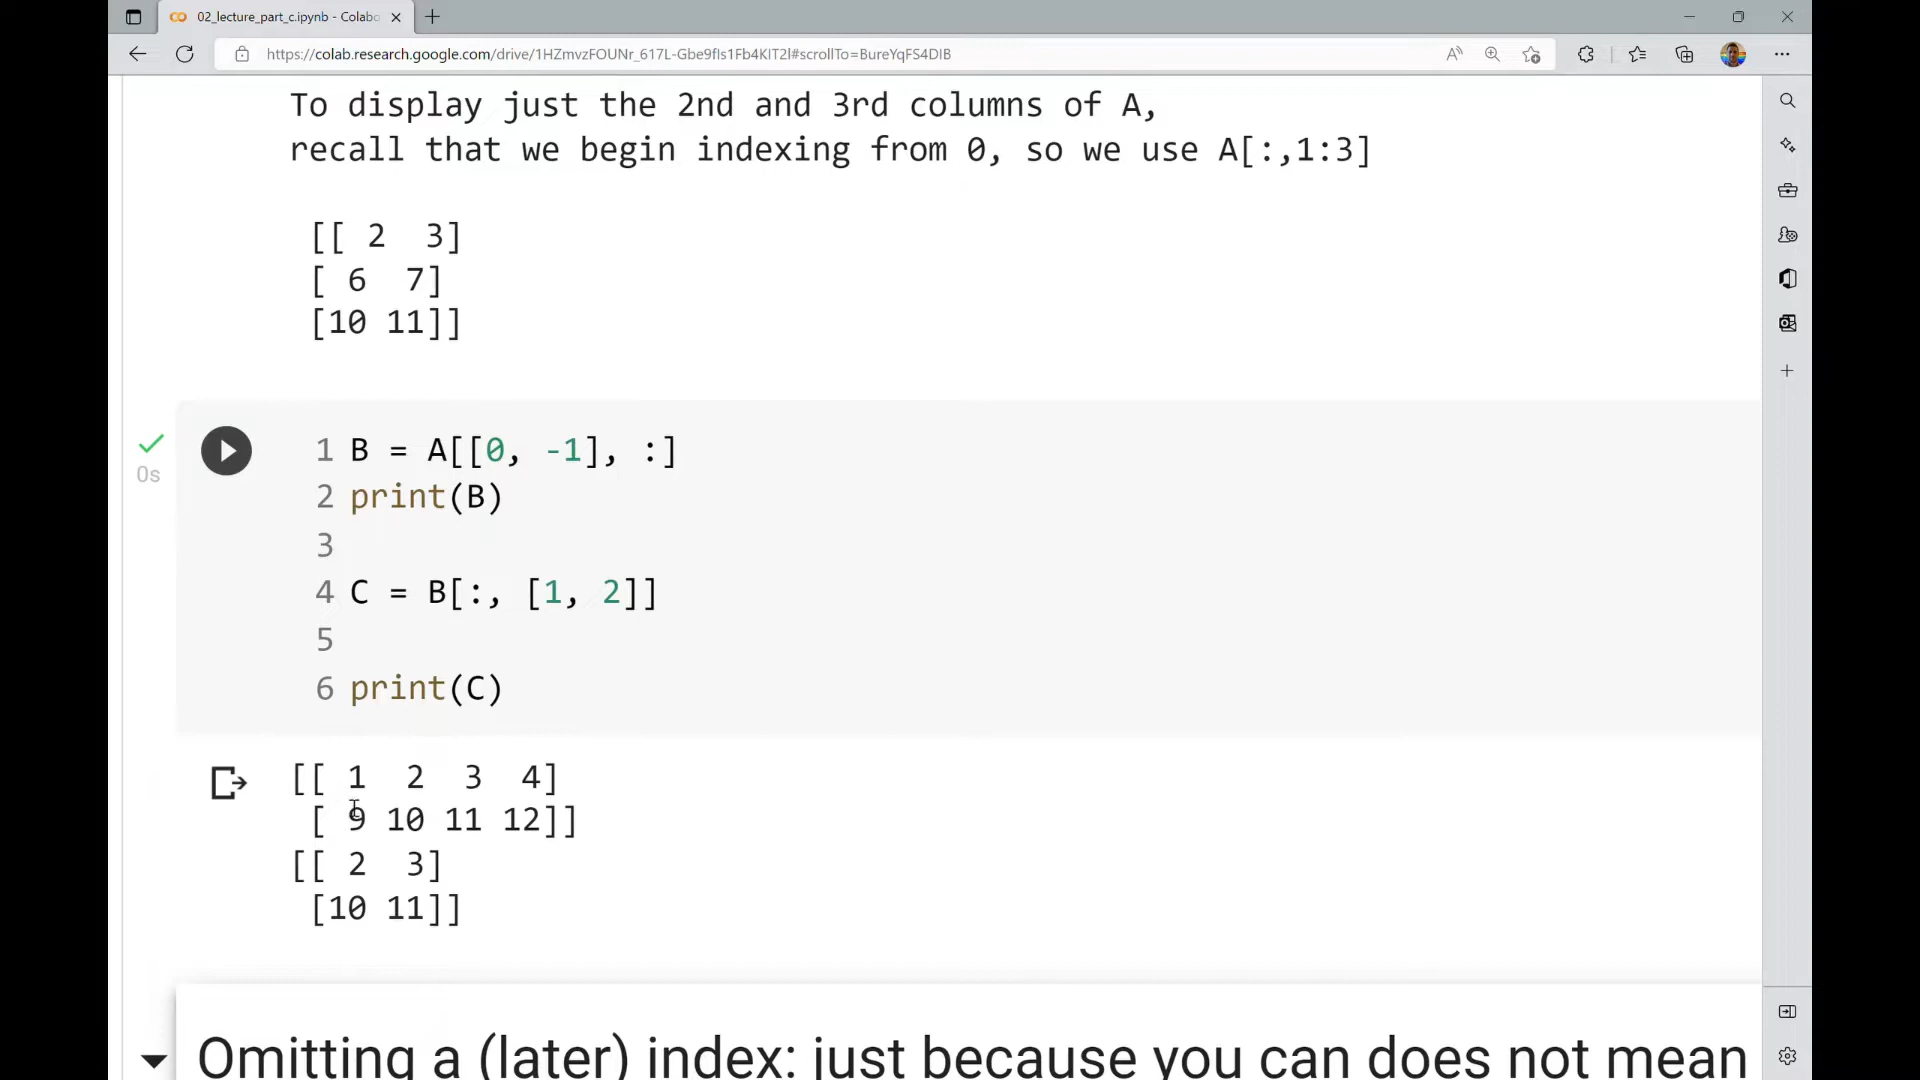 02_lecture_part_c.ipynb - Colabo
https://colab.research.google.com/drive/1HZmvzFOUNr_617L-Gbe9fIs1Fb4KIT2I#scrollTo=BureYqFS4DIB
To display just the 2nd and 3rd columns of A,
recall that we begin indexing from 0, so we use A[:,1:3]
[[ 2  3]
[ 6  7]
[10 11]]
0s
1 B = A[[0, -1], :]
2 print(B)
3
4 C = B[:, [1, 2]]
5
6 print(C)
[[ 1  2  3  4]
[ 9 10 11 12]]
[[ 2  3]
[10 11]]
Omitting a (later) index: just because you can does not mean